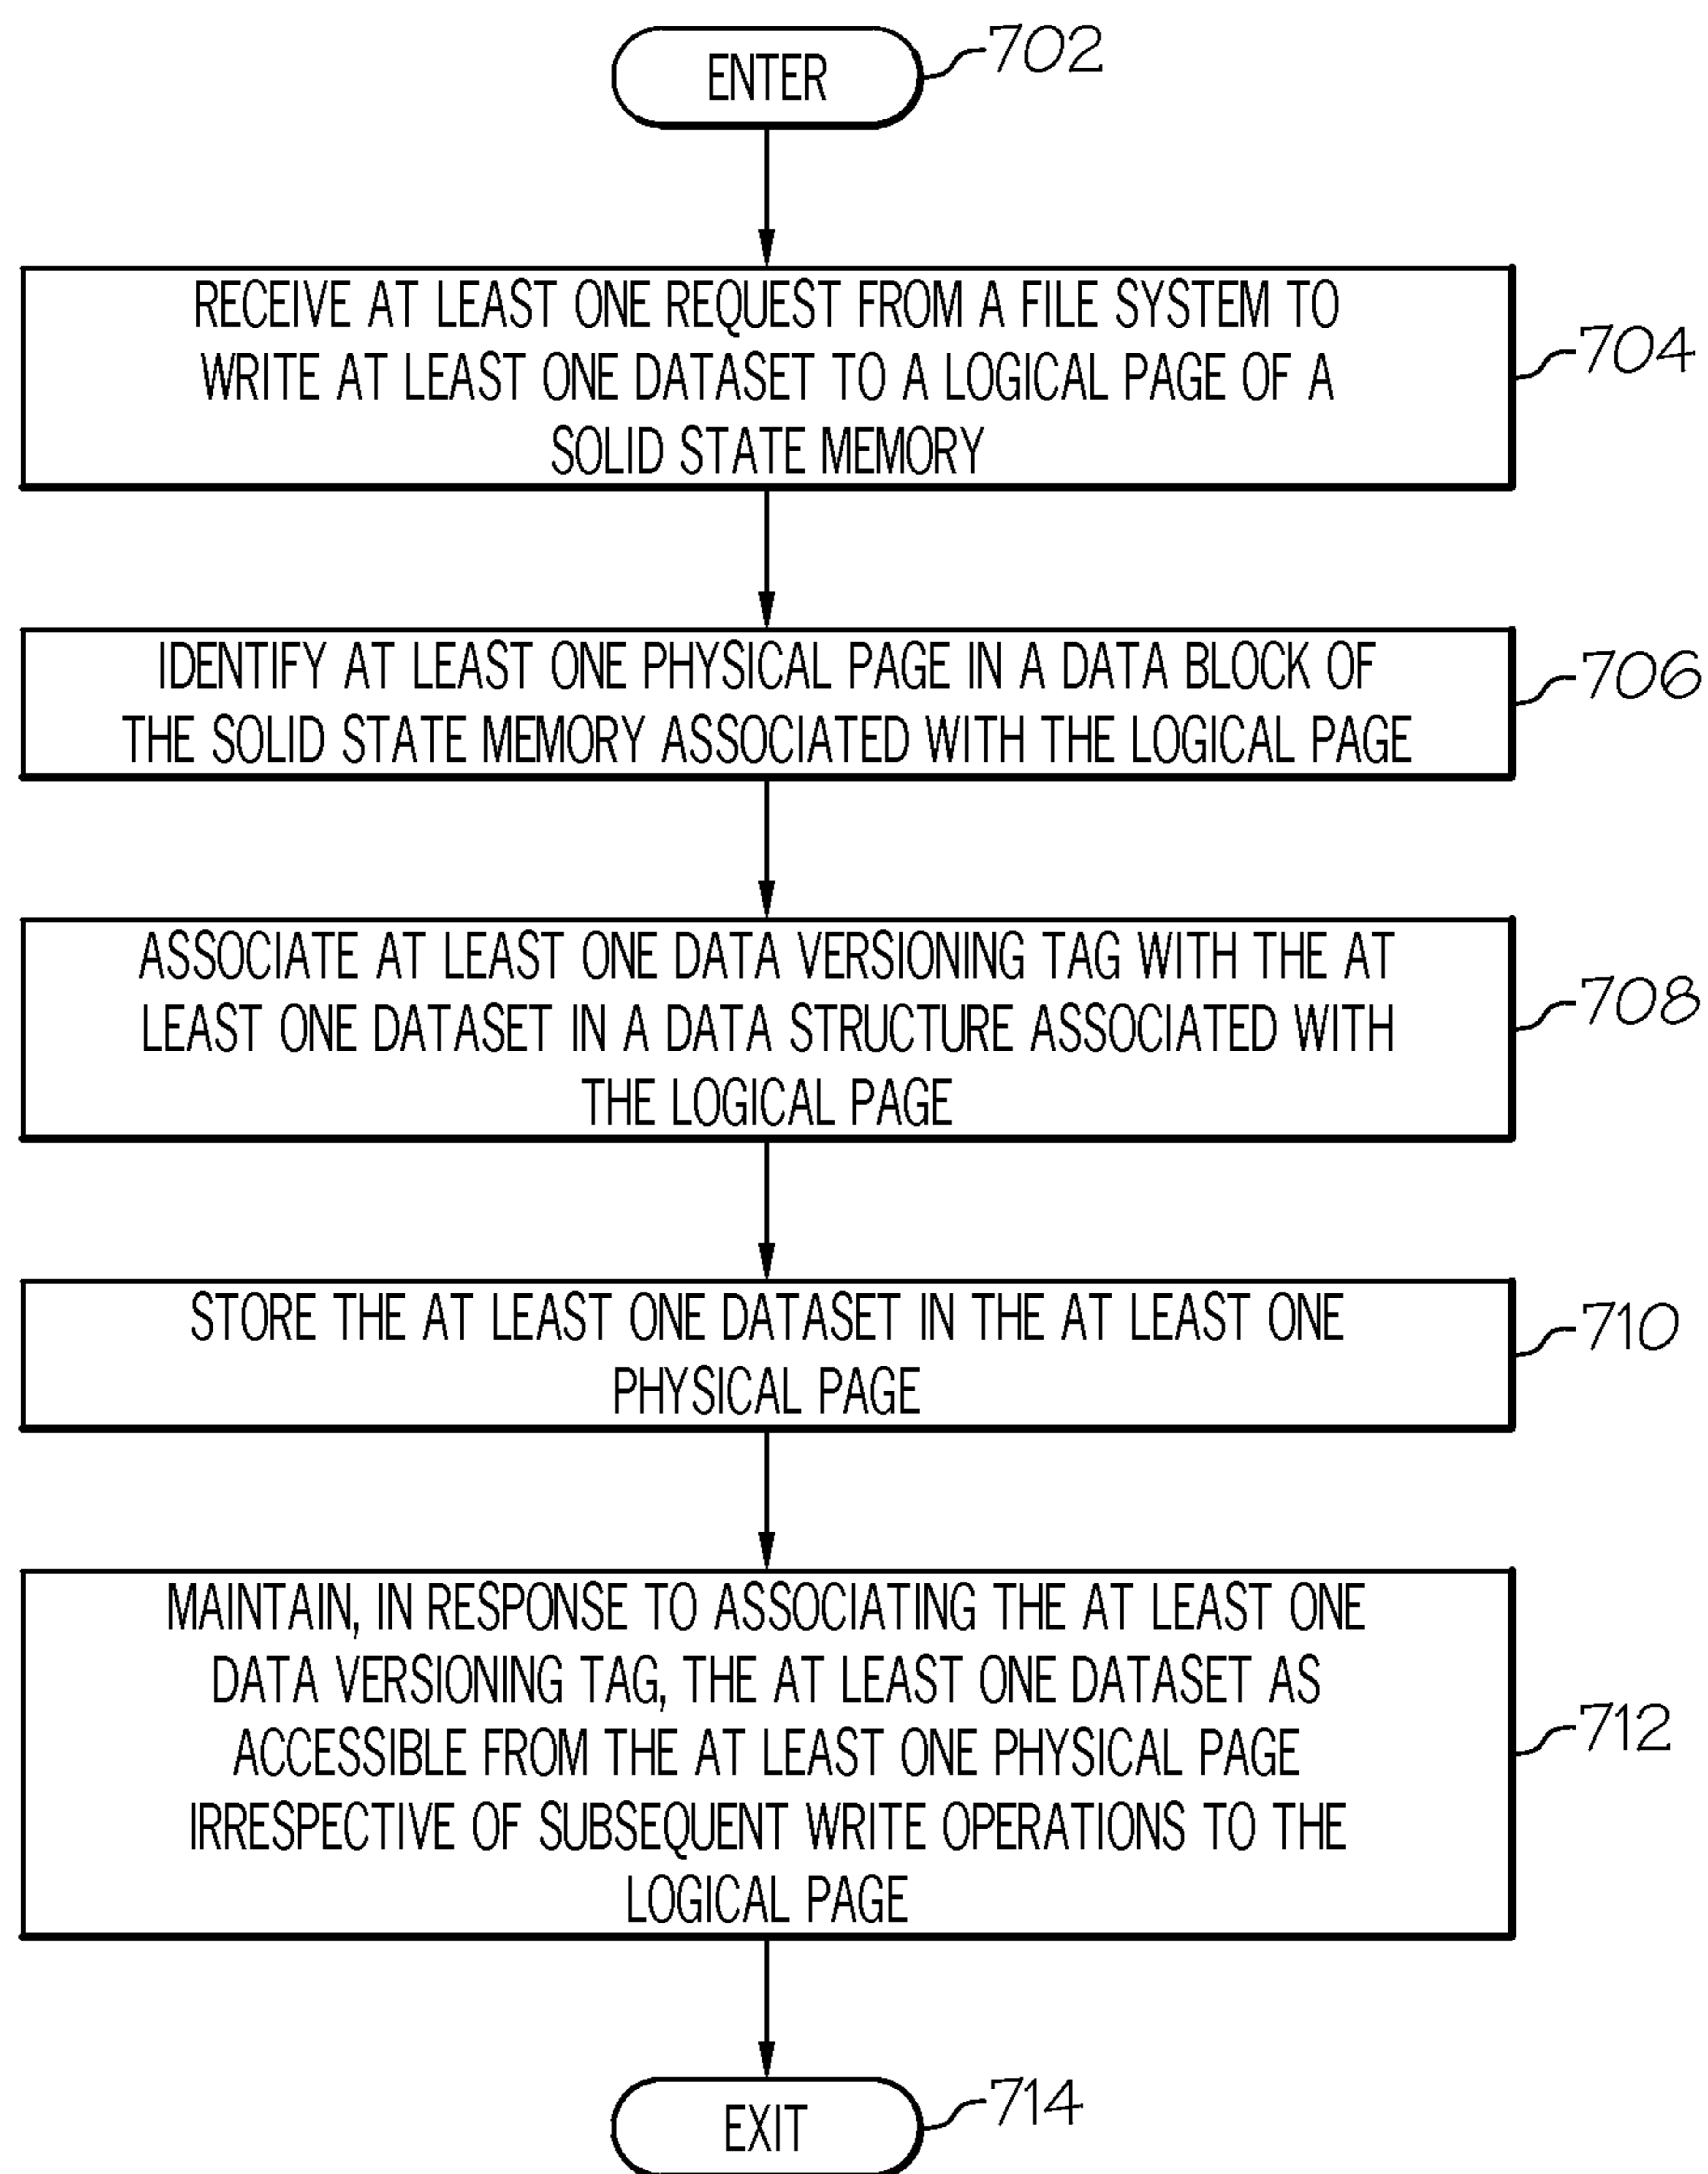 ENTER
702
RECEIVE AT LEAST ONE REQUEST FROM A FILE SYSTEM TO
WRITE AT LEAST ONE DATASET TO A LOGICAL PAGE OF A
SOLID STATE MEMORY
704
IDENTIFY AT LEAST ONE PHYSICAL PAGE IN A DATA BLOCK OF
THE SOLID STATE MEMORY ASSOCIATED WITH THE LOGICAL PAGE
706
ASSOCIATE AT LEAST ONE DATA VERSIONING TAG WITH THE AT
LEAST ONE DATASET IN A DATA STRUCTURE ASSOCIATED WITH
THE LOGICAL PAGE
708
STORE THE AT LEAST ONE DATASET IN THE AT LEAST ONE
PHYSICAL PAGE
710
MAINTAIN, IN RESPONSE TO ASSOCIATING THE AT LEAST ONE
DATA VERSIONING TAG, THE AT LEAST ONE DATASET AS
ACCESSIBLE FROM THE AT LEAST ONE PHYSICAL PAGE
IRRESPECTIVE OF SUBSEQUENT WRITE OPERATIONS TO THE
LOGICAL PAGE
712
EXIT
714